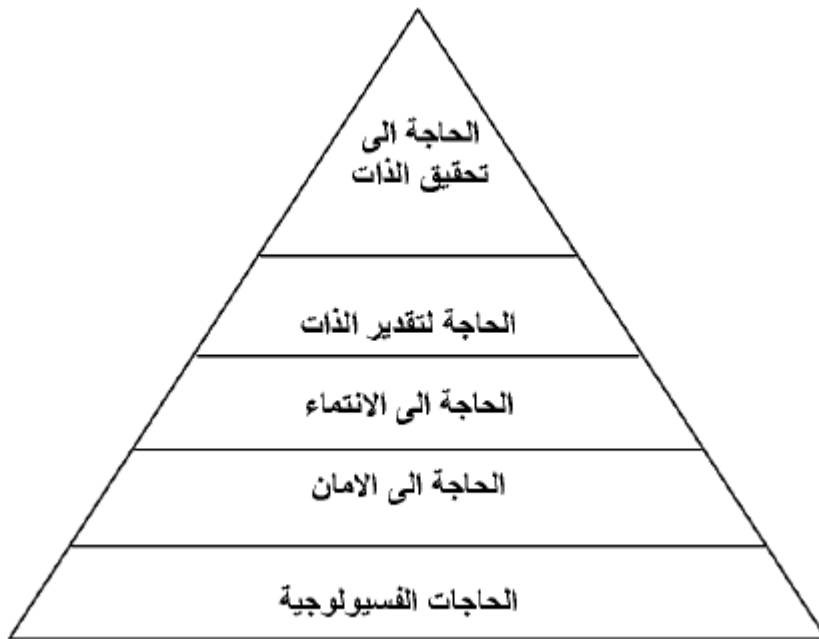 الحاجة الى
تحقيق الذات
الحاجة لتقدير الذات
الحاجة الى الانتماء
الحاجة الى الامان
الحاجات الفسيولوجية